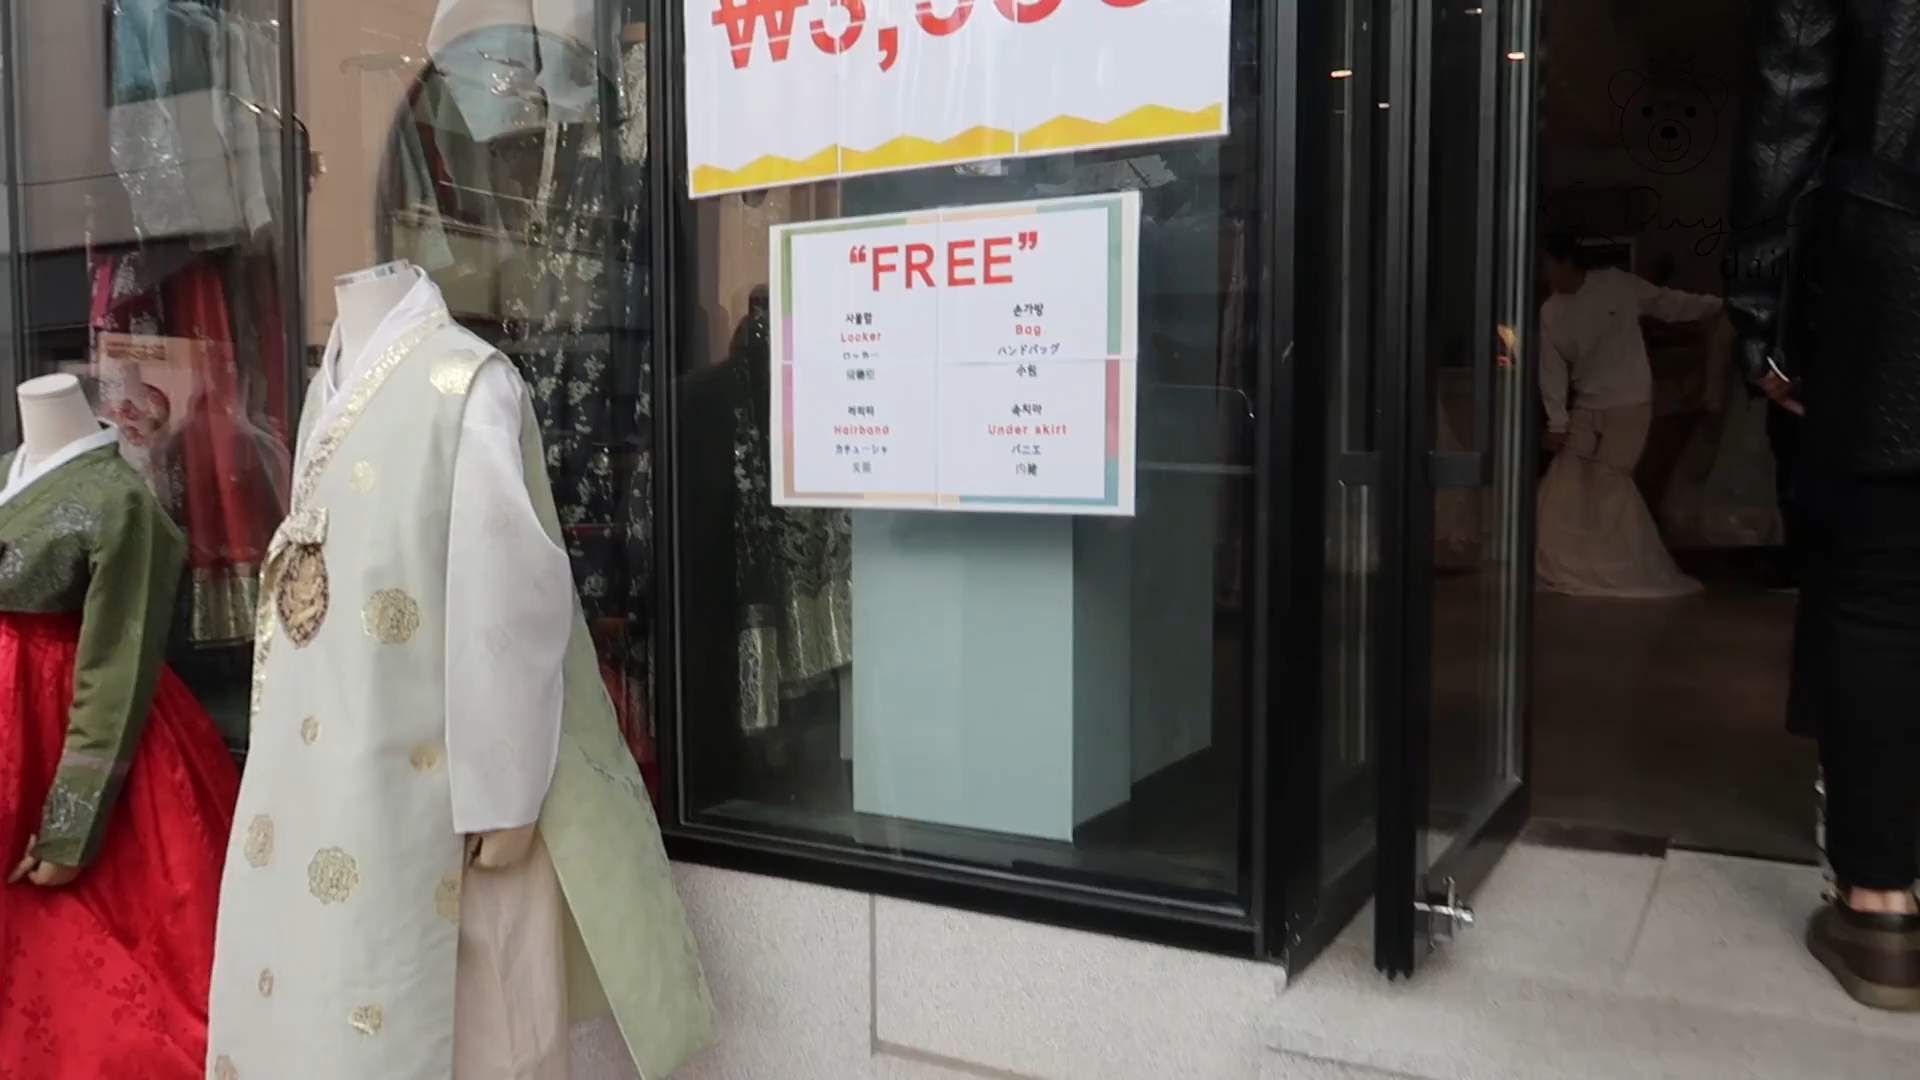 "FREE"
사물함
Locker
ロッカー
储物柜
손가방
Bag
ハンドバッグ
小包
머리띠
Hairband
カチューシャ
发箍
속치마
Under skirt
パニエ
内裙
daily